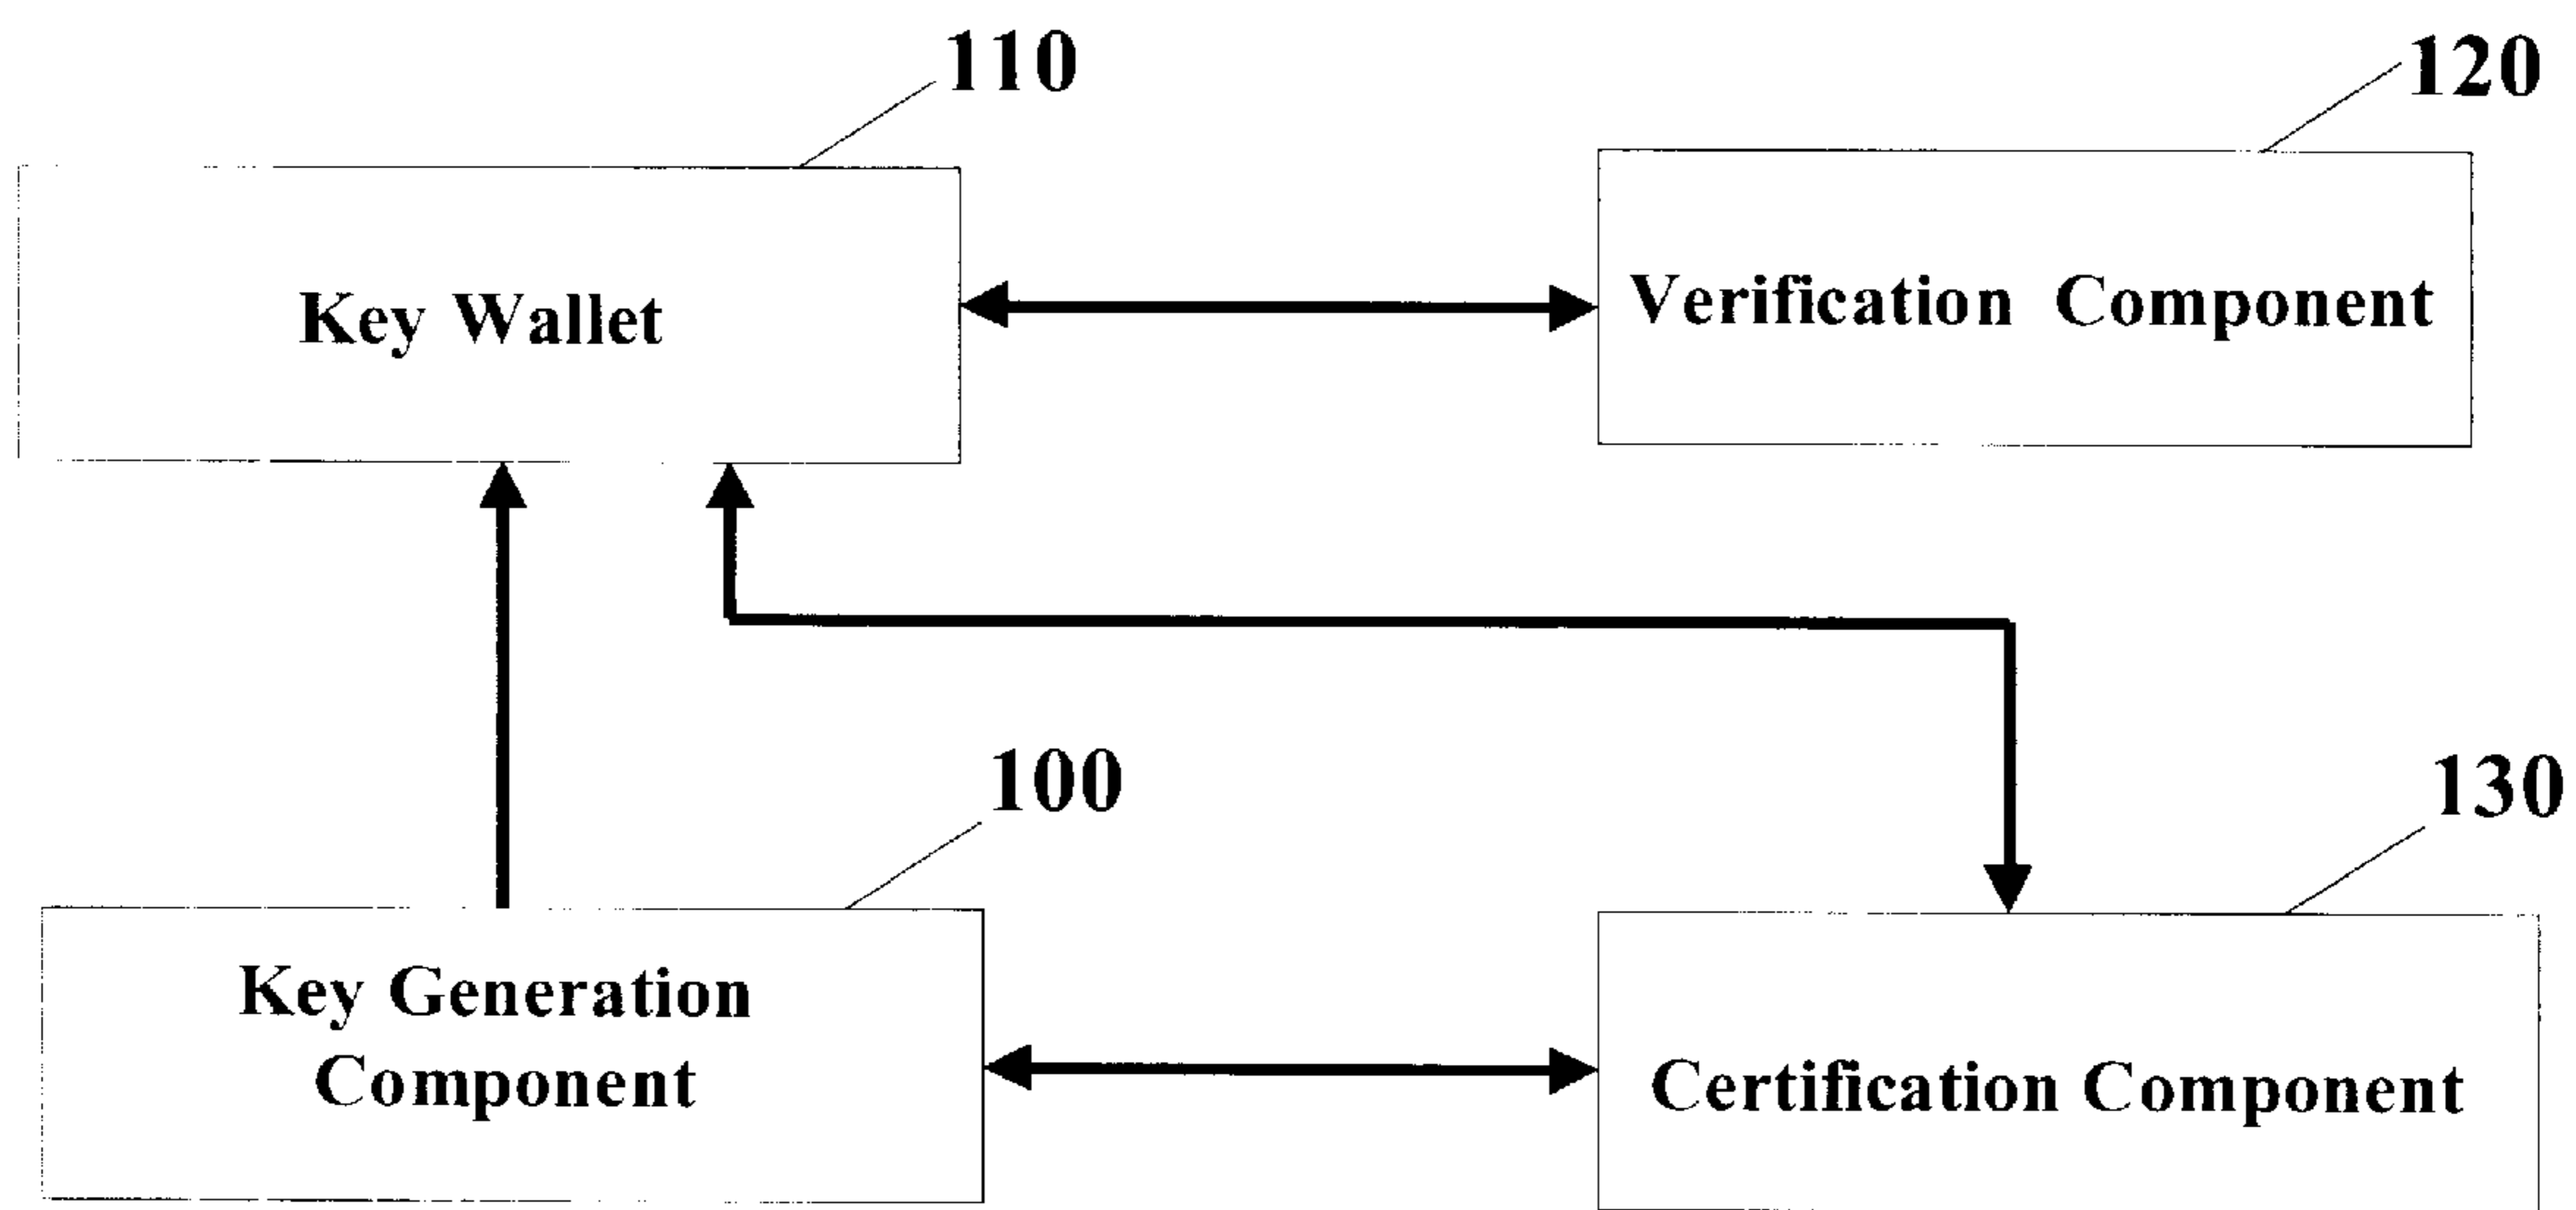 110
120
Key Wallet
Verification Component
100
130
Key Generation
Component
Certification Component